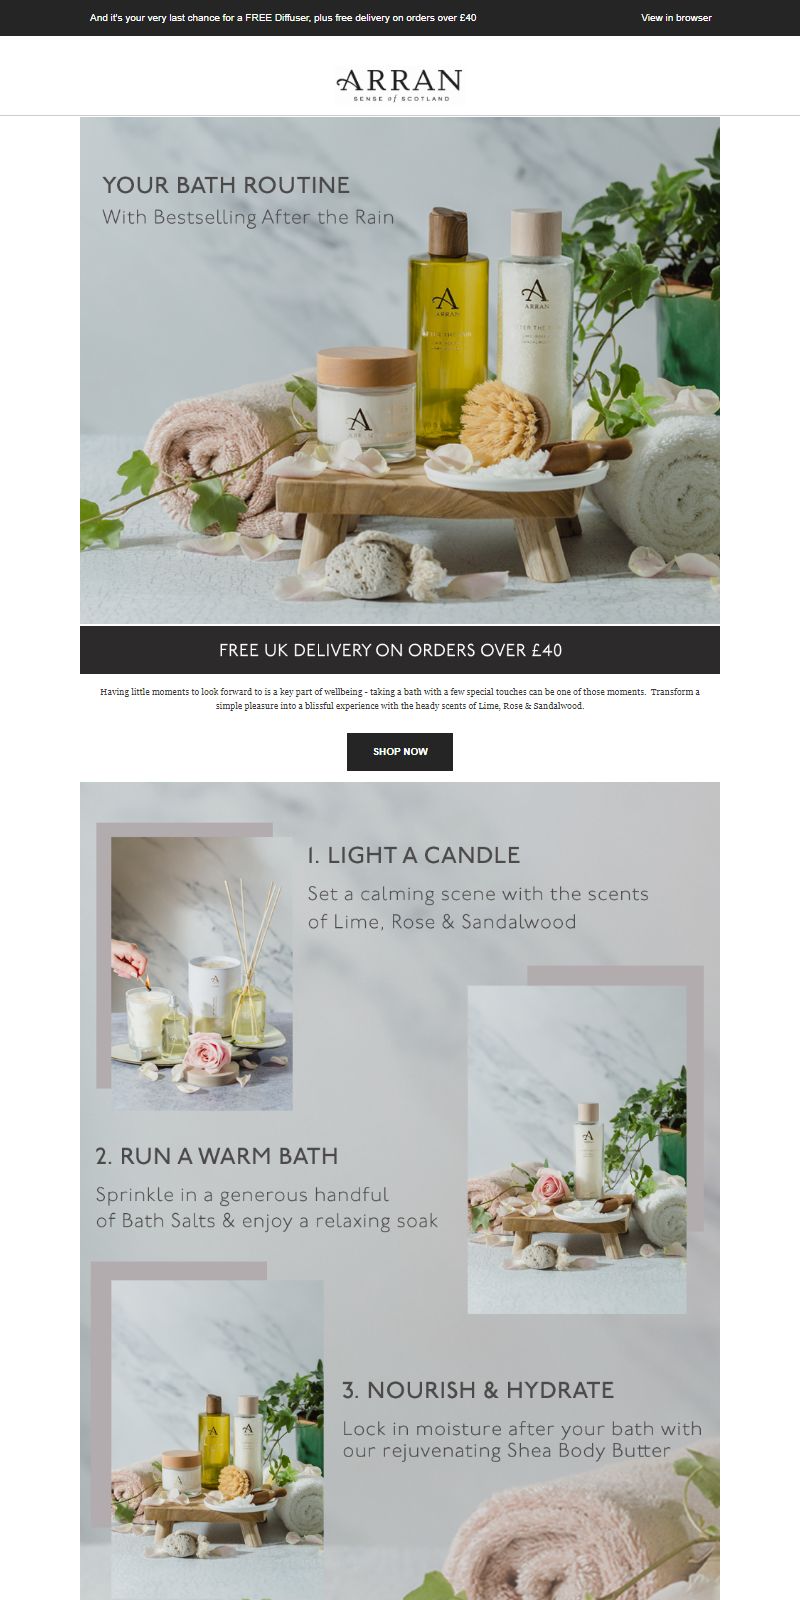 And it's your very last chance for a FREE Diffuser, plus free delivery on orders over £40
View in browser
ARRAN
SENSE of SCOTLAND
YOUR BATH ROUTINE
With Bestselling After the Rain
A
ARRAN
AFTER THE RAIN
A
ARRAN
AFTER THE RAIN
A
ARRAN
FREE UK DELIVERY ON ORDERS OVER £40
Having little moments to look forward to is a key part of wellbeing - taking a bath with a few special touches can be one of those moments.  Transform a
simple pleasure into a blissful experience with the heady scents of Lime, Rose & Sandalwood.
SHOP NOW
1. LIGHT A CANDLE
Set a calming scene with the scents
of Lime, Rose & Sandalwood
2. RUN A WARM BATH
Sprinkle in a generous handful
of Bath Salts & enjoy a relaxing soak
3. NOURISH & HYDRATE
Lock in moisture after your bath with
our rejuvenating Shea Body Butter